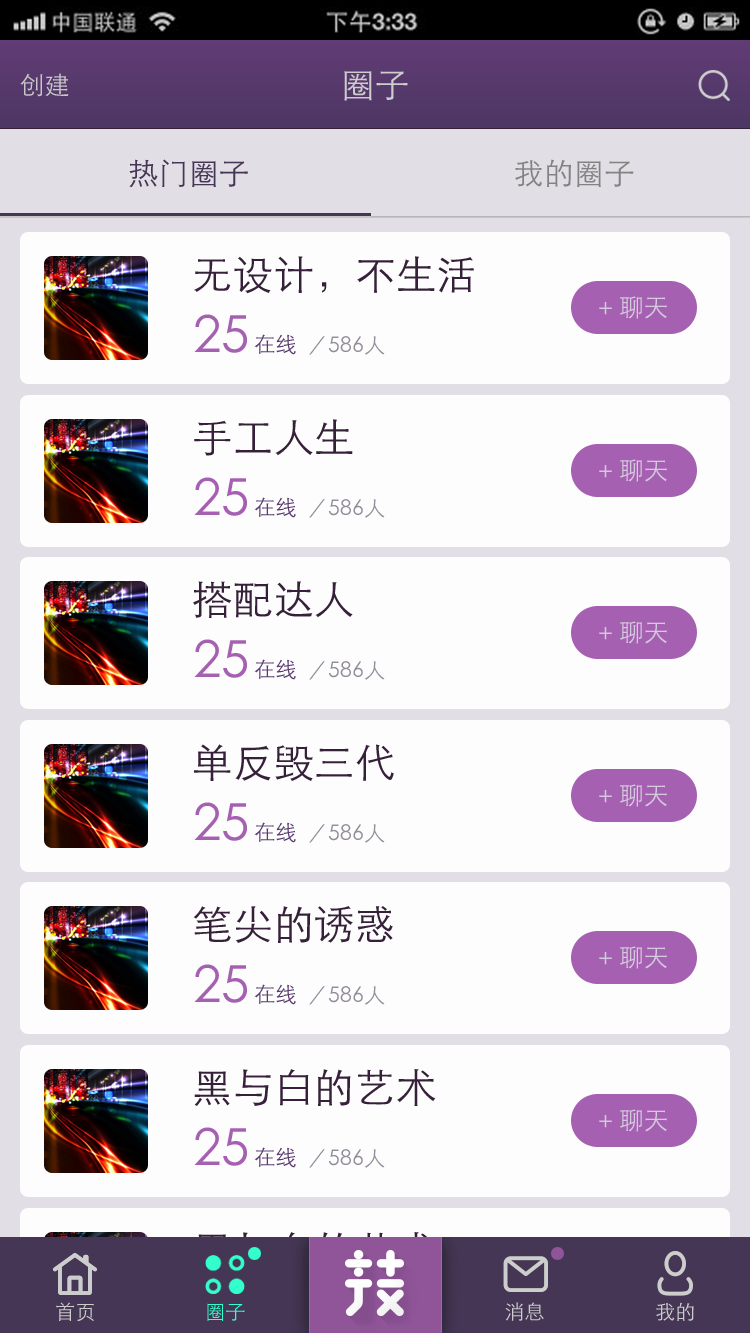 中国联通 下午3:33
创建 圈子
热门圈子 我的圈子
无设计，不生活
25 在线 /586人
+ 聊天
手工人生
25 在线 /586人
+ 聊天
搭配达人
25 在线 /586人
+ 聊天
单反毁三代
25 在线 /586人
+ 聊天
笔尖的诱惑
25 在线 /586人
+ 聊天
黑与白的艺术
25 在线 /586人
+ 聊天
首页 圈子 技 消息 我的